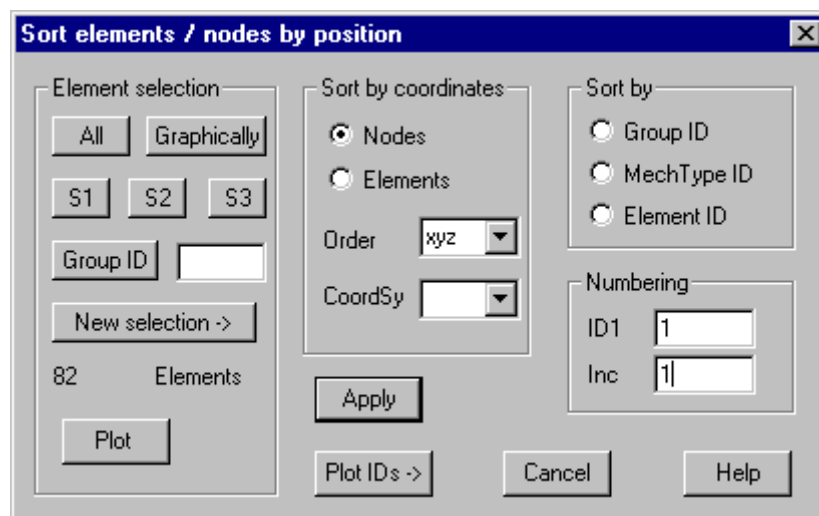 Sort elements / nodes by position
Element selection
All Graphically
S1 S2 S3
Group ID
New selection ->
82 Elements
Plot
Sort by coordinates
Nodes
Elements
Order xyz
CoordSy
Apply
Plot IDs ->
Sort by
Group ID
MechType ID
Element ID
Numbering
ID1 1
Inc 1
Cancel Help